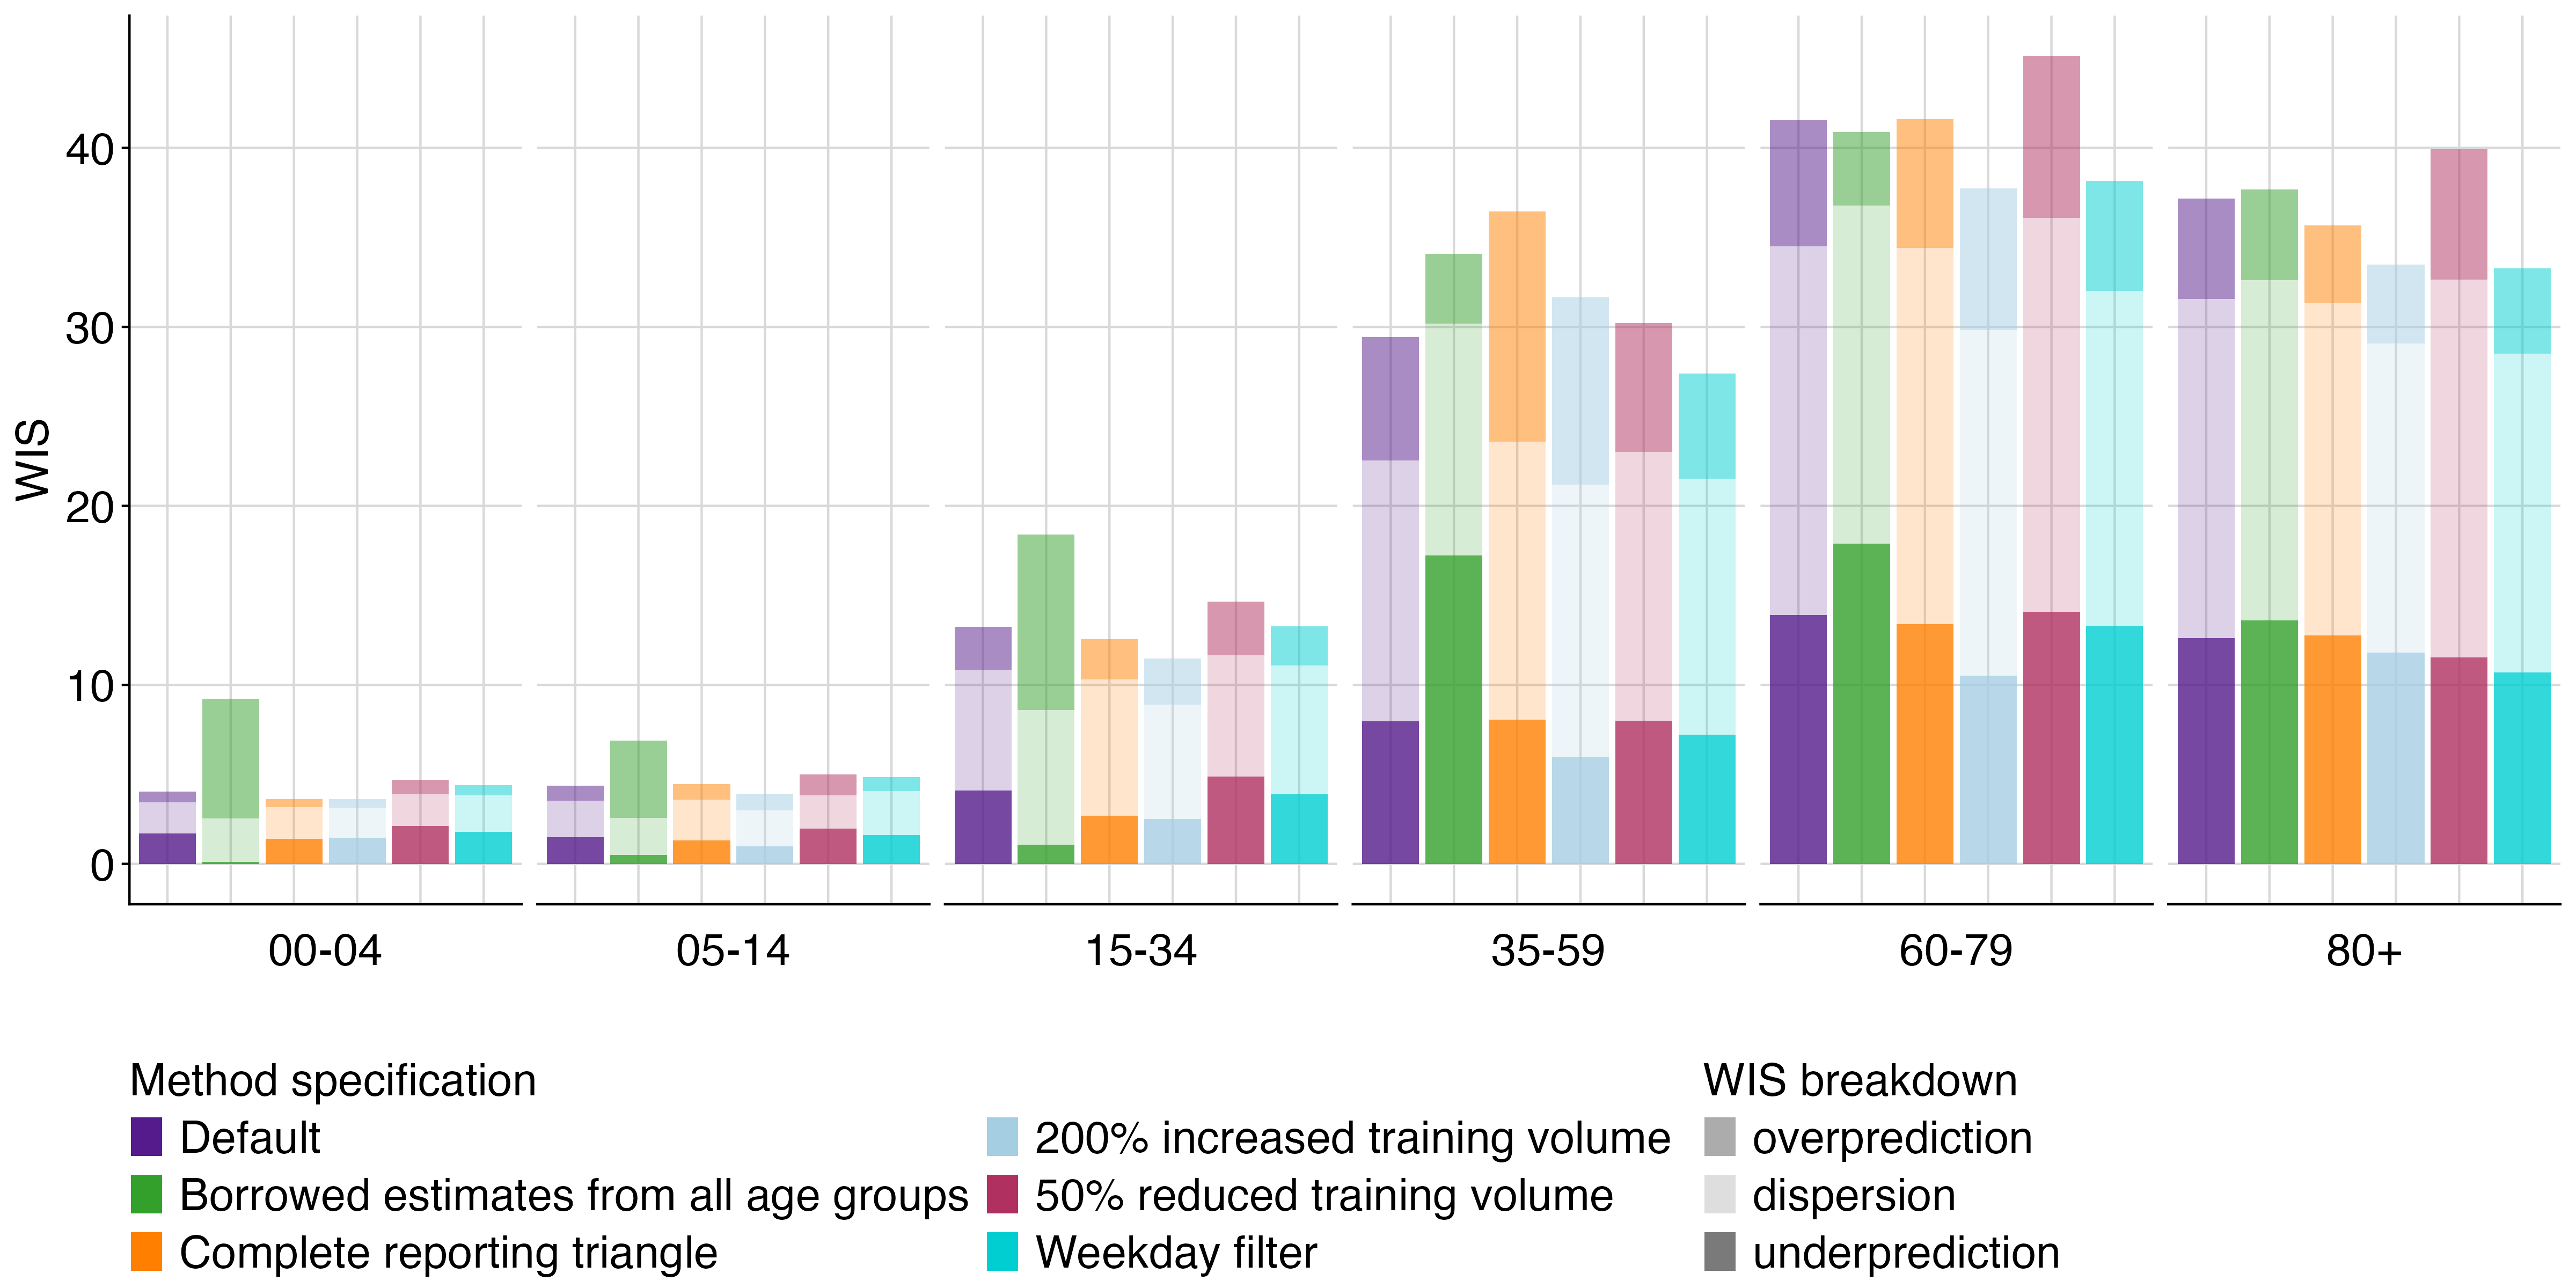 WIS
40
30
20
10
0
00-04
05-14
15-34
35-59
60-79
80+
Method specification
Default
Borrowed estimates from all age groups
Complete reporting triangle
200% increased training volume
50% reduced training volume
Weekday filter
WIS breakdown
overprediction
dispersion
underprediction